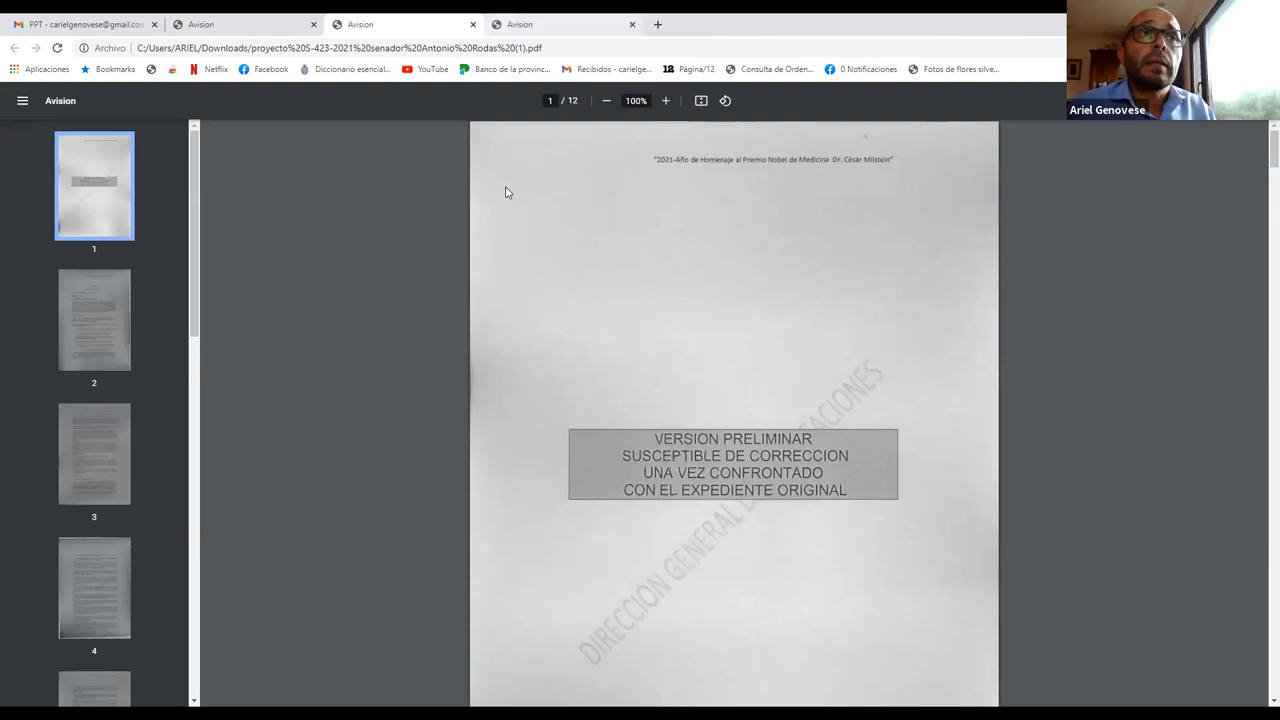 PPT - carielgenovese@gmail.con
Avision
Avision
Avision
Archivo
C:/Users/ARIEL/Downloads/proyecto%20S-423-2021%20senador%20Antonio%20Rodas%20(1).pdf
Aplicaciones
Bookmarks
Netflix
Facebook
Diccionario esencial...
YouTube
Banco de la provinc...
Recibidos - carielge...
12
Página/12
Consulta de Orden...
0 Notificaciones
Fotos de flores silve...
Avision
1 / 12
100%
Ariel Genovese
"2021-Año de Homenaje al Premio Nobel de Medicina Dr. César Milstein"
1
2
3
4
VERSION PRELIMINAR
SUSCEPTIBLE DE CORRECCION
UNA VEZ CONFRONTADO
CON EL EXPEDIENTE ORIGINAL
DIRECCION GENERAL